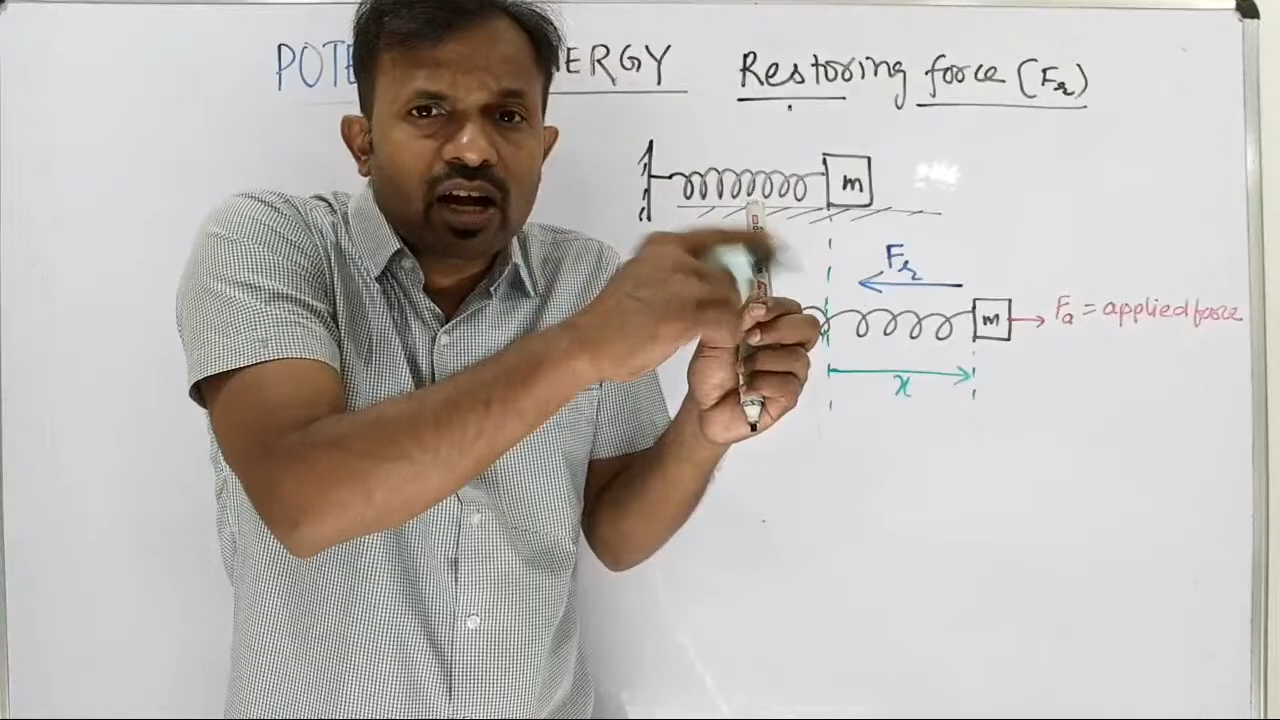 POTE ERGY
Restoring force (Fr)
m
Fr
m
Fa = applied force
x